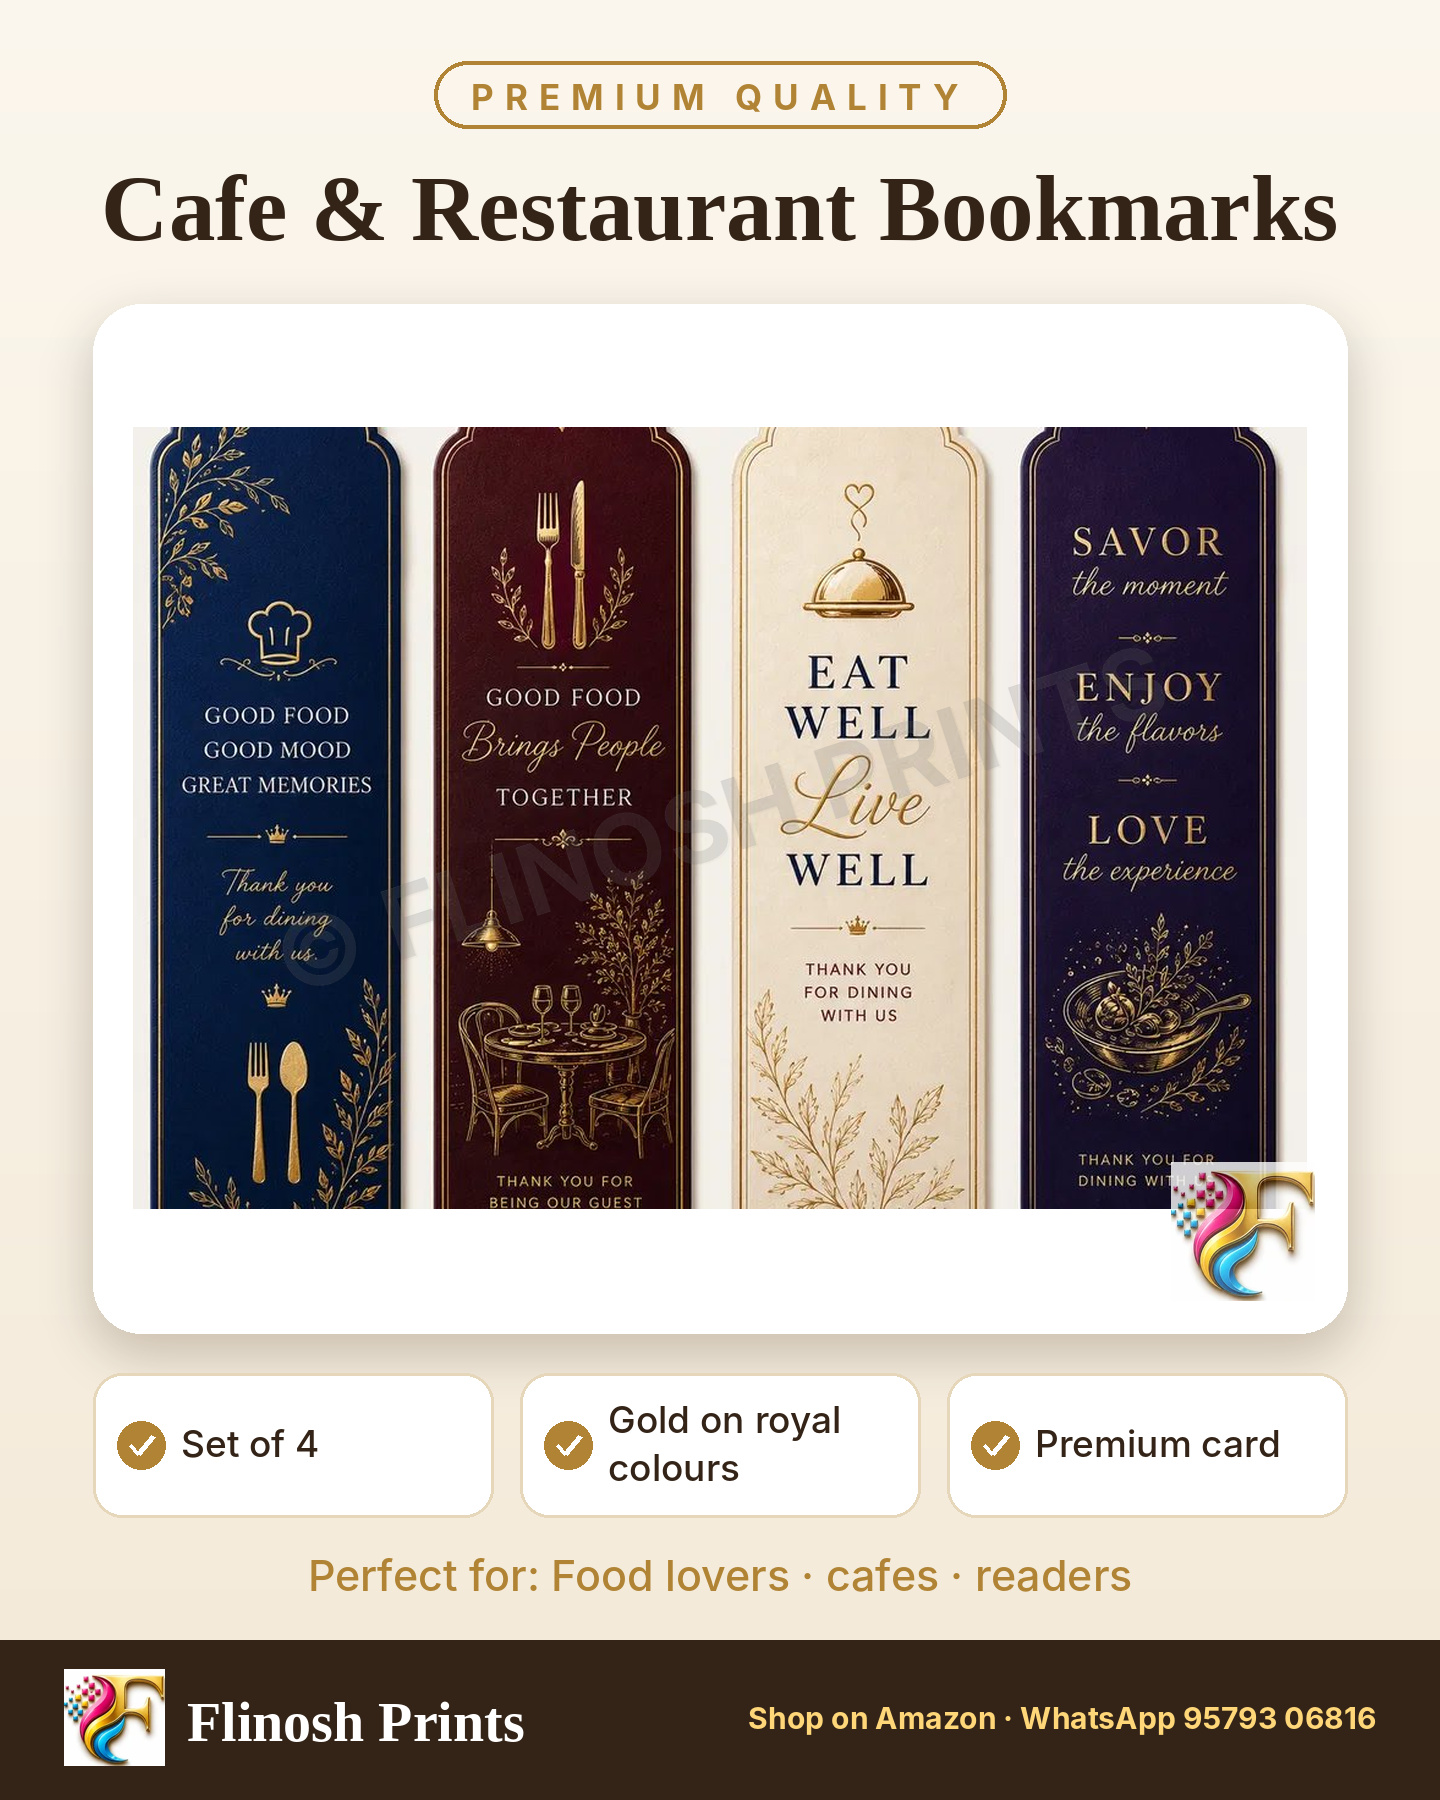 PREMIUM QUALITY
Cafe & Restaurant Bookmarks
GOOD FOOD
GOOD MOOD
GREAT MEMORIES
Thank you
for dining
with us.
GOOD FOOD
Brings People
TOGETHER
THANK YOU FOR
BEING OUR GUEST
EAT
WELL
Live
WELL
THANK YOU
FOR DINING
WITH US
SAVOR
the moment
ENJOY
the flavors
LOVE
the experience
THANK YOU FOR
DINING WITH
© FLINOSH PRINTS
Set of 4
Gold on royal
colours
Premium card
Perfect for: Food lovers · cafes · readers
Flinosh Prints
Shop on Amazon · WhatsApp 95793 06816